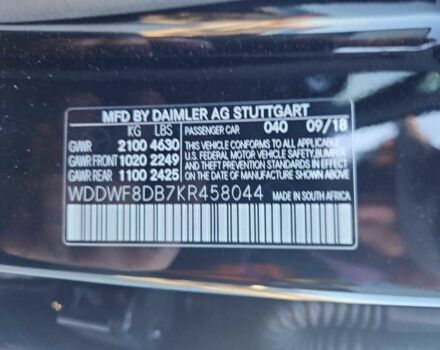 MFD BY DAIMLER AG STUTTGART
KG LBS PASSENGER CAR 040 09/18
GVWR 2100 4630
GAWR FRONT 1020 2249
GAWR REAR 1100 2425
THIS VEHICLE CONFORMS TO ALL APPLICABLE
U.S. FEDERAL MOTOR VEHICLE SAFETY, BUMPER,
AND THEFT PREVENTION STANDARDS IN EFFECT
ON THE DATE OF MANUFACTURE SHOWN ABOVE.
WDDWF8DB7KR458044 MADE IN SOUTH AFRICA